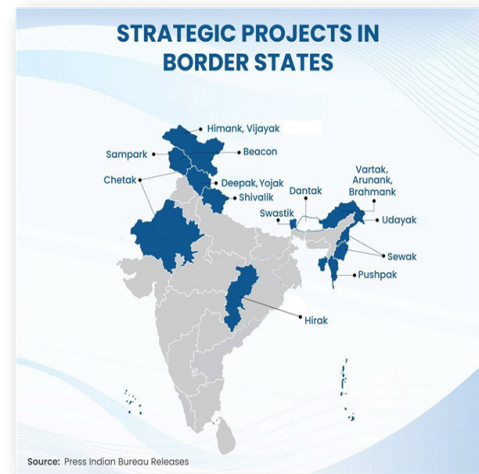 STRATEGIC PROJECTS IN
BORDER STATES
Himank, Vijayak
Sampark
Beacon
Chetak
Deepak, Yojak
Shivalik
Dantak
Vartak,
Arunank,
Brahmank
Swastik
Udayak
Sewak
Pushpak
Hirak
Source: Press Indian Bureau Releases